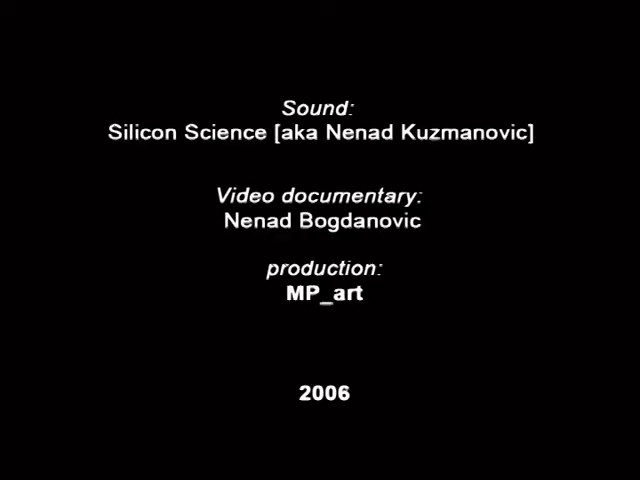 Sound:
Silicon Science [aka Nenad Kuzmanovic]
Video documentary:
Nenad Bogdanovic
production:
MP_art
2006